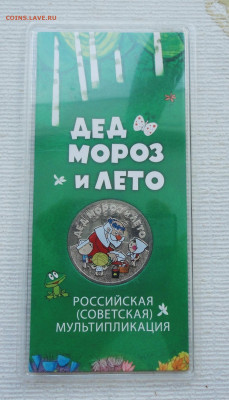 COINS.LAVE.RU
ДЕД
МОРОЗ
И ЛЕТО
ДЕД МОРОЗ И ЛЕТО
РОССИЙСКАЯ
(СОВЕТСКАЯ)
МУЛЬТИПЛИКАЦИЯ